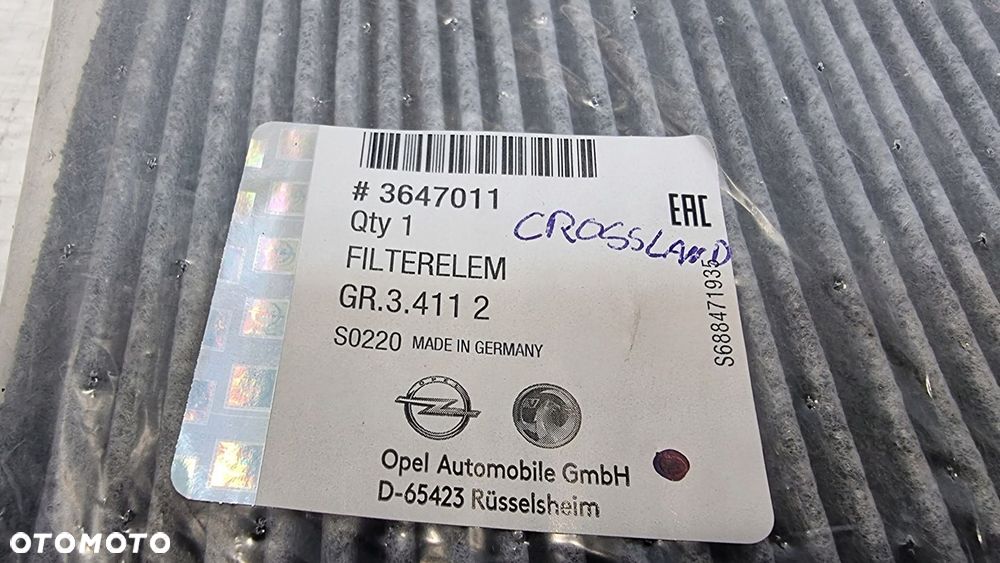 # 3647011
Qty 1
CROSSLAND
EAC
FILTERELEM
GR.3.411 2
S0220 MADE IN GERMANY
S688471935
OPEL
Opel Automobile GmbH
D-65423 Rüsselsheim
OTOMOTO